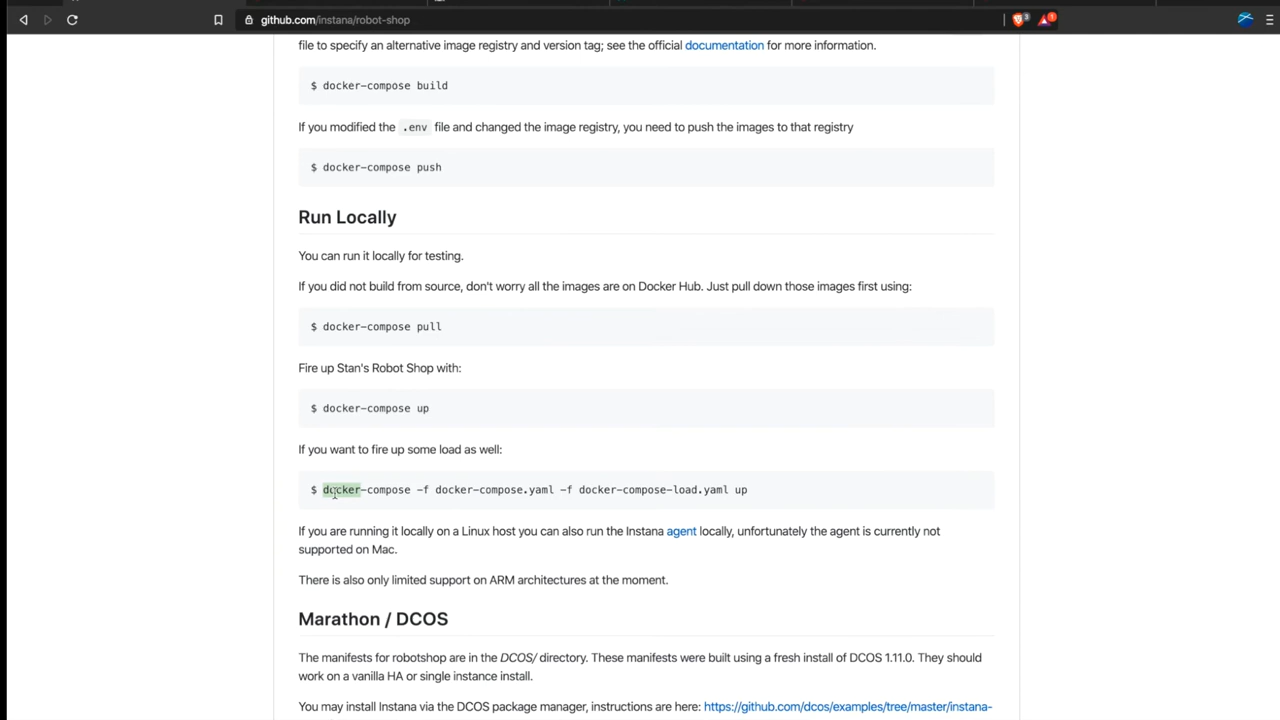 github.com/instana/robot-shop
3
1
file to specify an alternative image registry and version tag; see the official documentation for more information.
$ docker-compose build
If you modified the .env file and changed the image registry, you need to push the images to that registry
$ docker-compose push
Run Locally
You can run it locally for testing.
If you did not build from source, don't worry all the images are on Docker Hub. Just pull down those images first using:
$ docker-compose pull
Fire up Stan's Robot Shop with:
$ docker-compose up
If you want to fire up some load as well:
$ docker-compose -f docker-compose.yaml -f docker-compose-load.yaml up
If you are running it locally on a Linux host you can also run the Instana agent locally, unfortunately the agent is currently not
supported on Mac.
There is also only limited support on ARM architectures at the moment.
Marathon / DCOS
The manifests for robotshop are in the DCOS/ directory. These manifests were built using a fresh install of DCOS 1.11.0. They should
work on a vanilla HA or single instance install.
You may install Instana via the DCOS package manager, instructions are here: https://github.com/dcos/examples/tree/master/instana-